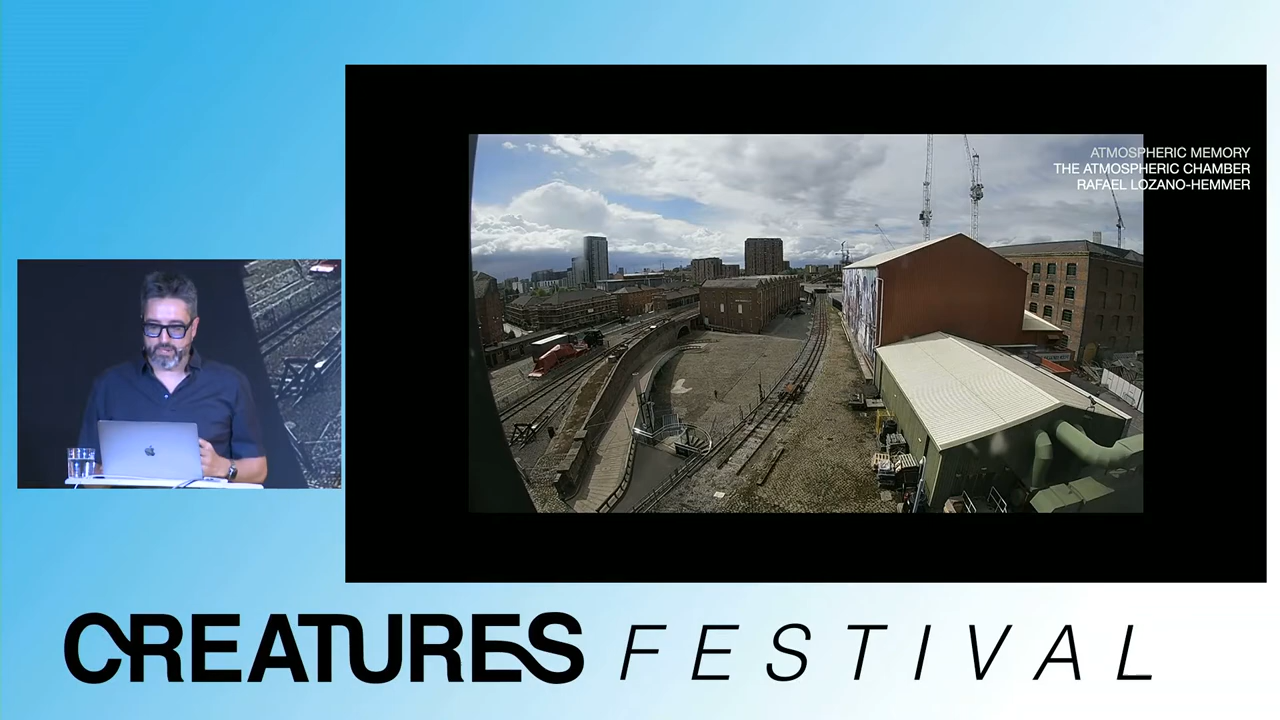 ATMOSPHERIC MEMORY
THE ATMOSPHERIC CHAMBER
RAFAEL LOZANO-HEMMER
CREATURES FESTIVAL